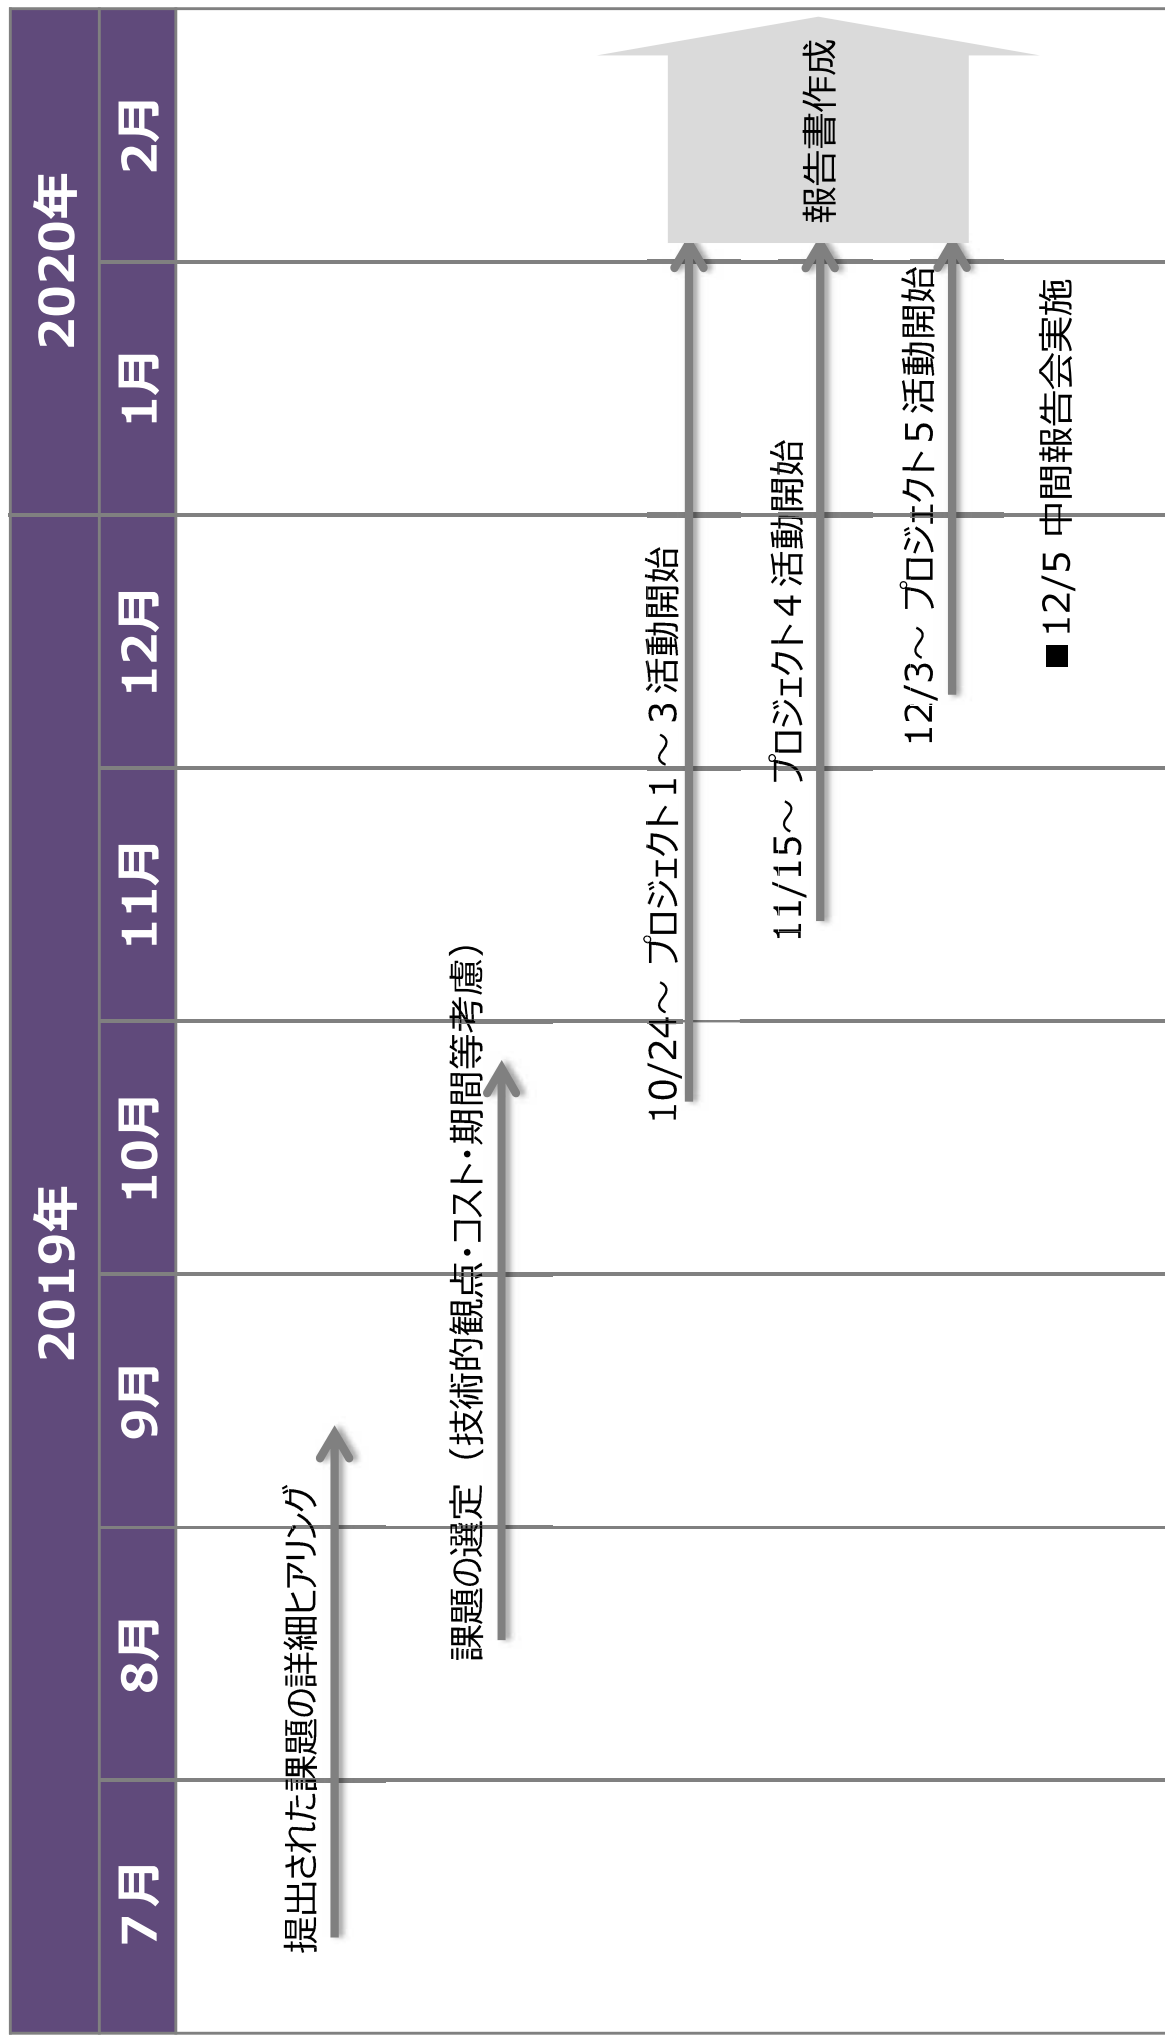 2019年
2020年
7月
8月
9月
10月
11月
12月
1月
2月
提出された課題の詳細ヒアリング
課題の選定（技術的観点・コスト・期間等考慮）
10/24～ プロジェクト１～３活動開始
11/15～ プロジェクト４活動開始
12/3～ プロジェクト５活動開始
■ 12/5 中間報告会実施
報告書作成